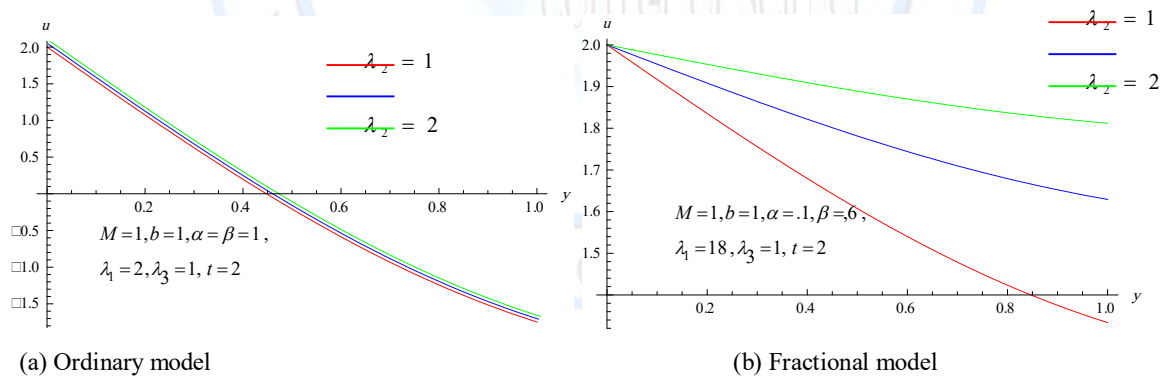 u
2.0
1.5
1.0
0.5
0.2
0.4
0.6
0.8
1.0
y
□0.5
□1.0
□1.5
λ₂ = 1
λ₂ = 2
M = 1, b = 1, α = β = 1,
λ₁ = 2, λ₃ = 1, t = 2
(a) Ordinary model
u
2.0
1.9
1.8
1.7
1.6
1.5
0.2
0.4
0.6
0.8
1.0
y
λ₂ = 1
λ₂ = 2
M = 1, b = 1, α = .1, β = ,6 ,
λ₁ = 18, λ₃ = 1, t = 2
(b) Fractional model